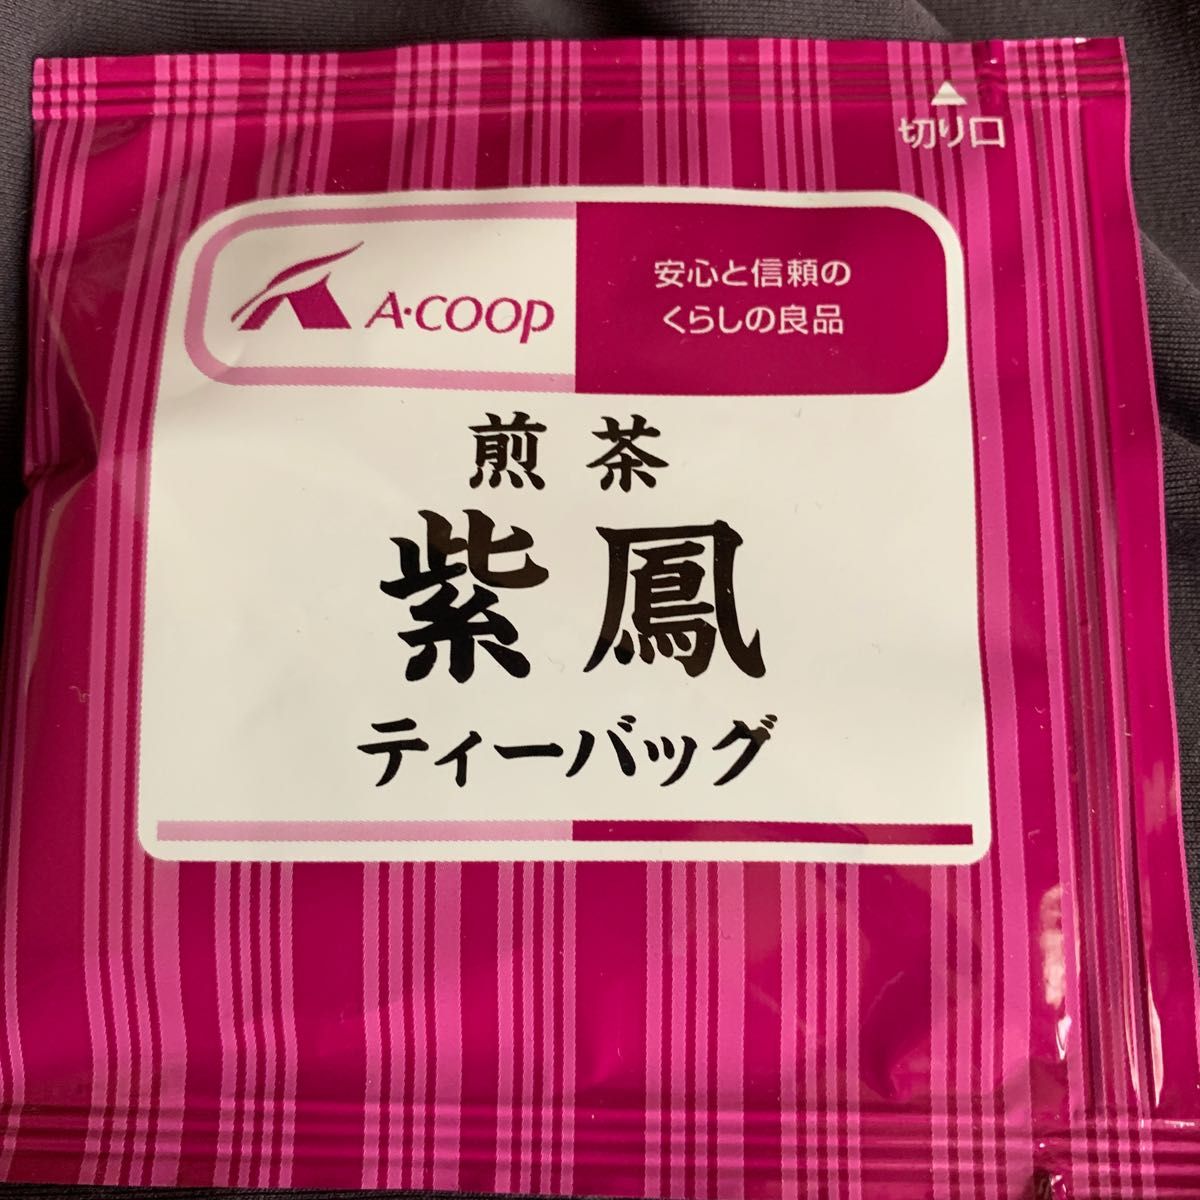 切り口
A・COOP
安心と信頼の
くらしの良品
煎茶
紫鳳
ティーバッグ